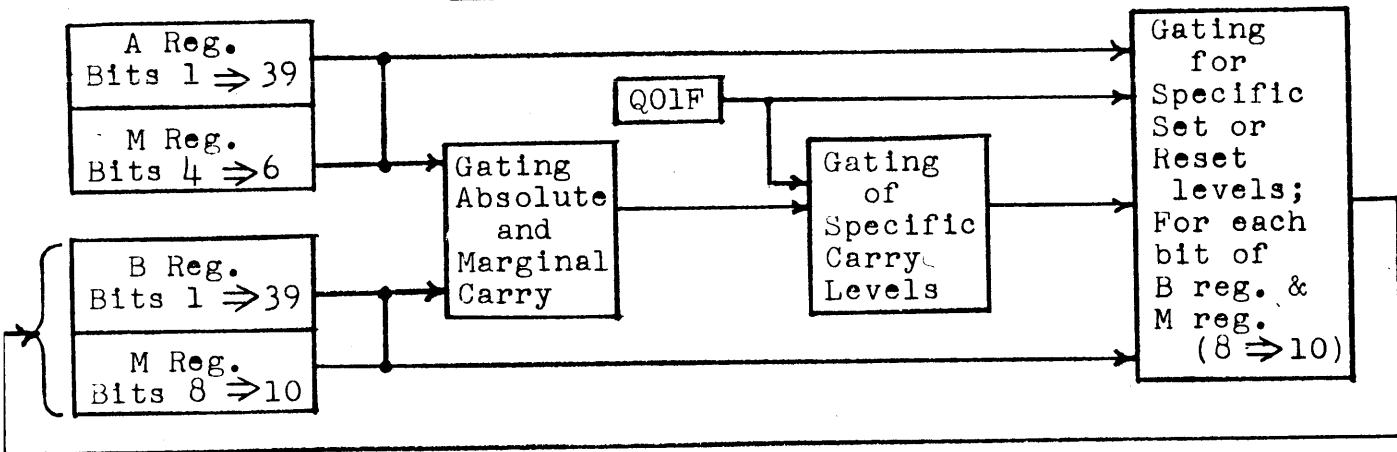 A Reg.
Bits 1 ⇒ 39
M Reg.
Bits 4 ⇒ 6
B Reg.
Bits 1 ⇒ 39
M Reg.
Bits 8 ⇒ 10
Gating
Absolute
and
Marginal
Carry
Q01F
Gating
of
Specific
Carry
Levels
Gating
for
Specific
Set or
Reset
levels;
For each
bit of
B reg. &
M reg.
(8 ⇒ 10)